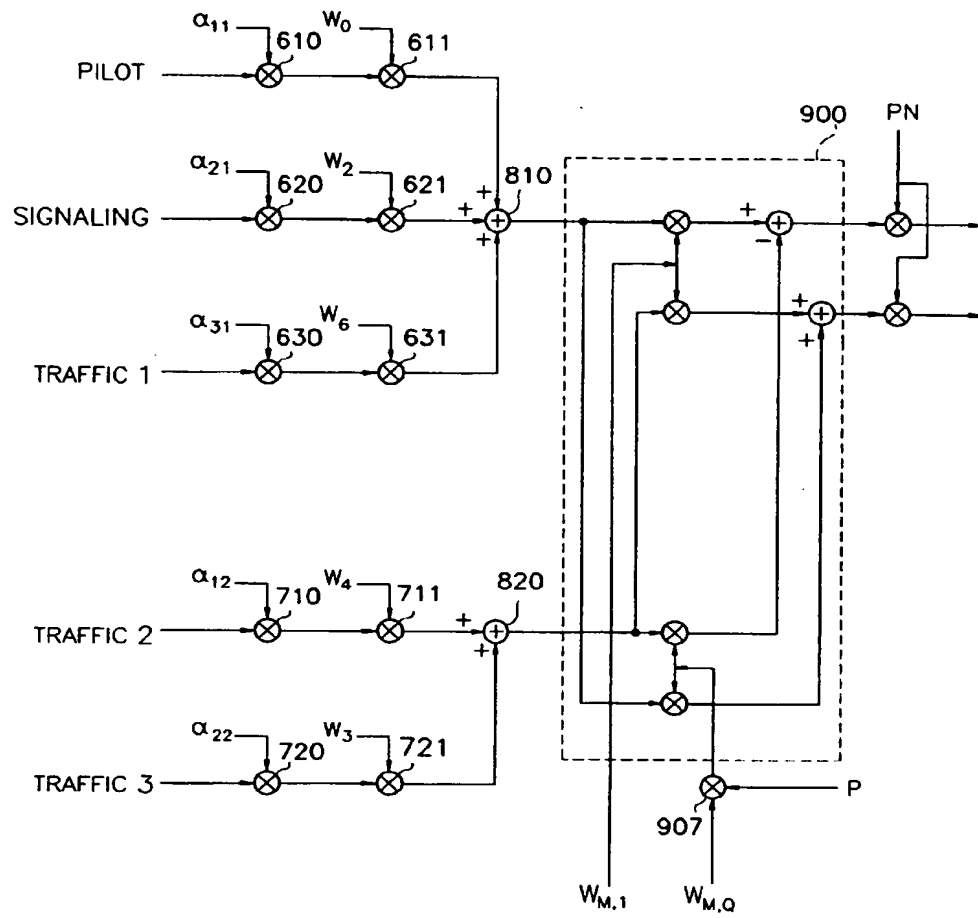 α11 W0
610 611
PILOT
900 PN
α21 W2 810
620 621 +
SIGNALING + + + −
α31 W6 + +
630 631
TRAFFIC 1
α12 W4 820
710 711 +
TRAFFIC 2 +
α22 W3
720 721
TRAFFIC 3 P
907
WM,1 WM,Q